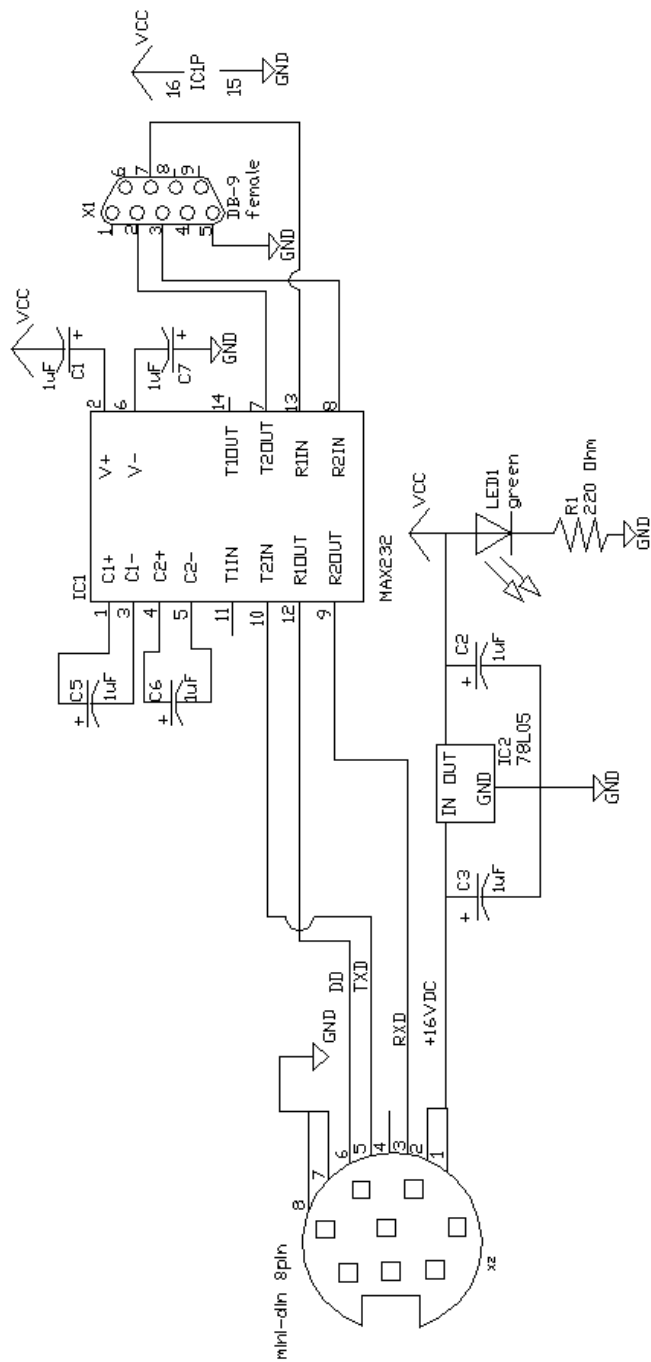 mini-din 8pin
X2
8
7
6
5
4
3
2
1
GND
DD
TXD
RXD
+16VDC
C5
1uF
+
C6
1uF
+
IC1
1
3
4
5
11
10
12
9
C1+
C1-
C2+
C2-
T1IN
T2IN
R1OUT
R2OUT
V+
V-
T1OUT
T2OUT
R1IN
R2IN
MAX232
2
6
14
7
13
8
VCC
1uF
C1
+
1uF
C7
+
GND
X1
1
2
3
4
5
6
7
8
9
DB-9
female
GND
VCC
16
IC1P
15
GND
C3
1uF
+
IN OUT
GND
IC2
78L05
GND
C2
1uF
+
VCC
LED1
green
R1
220 Ohm
GND